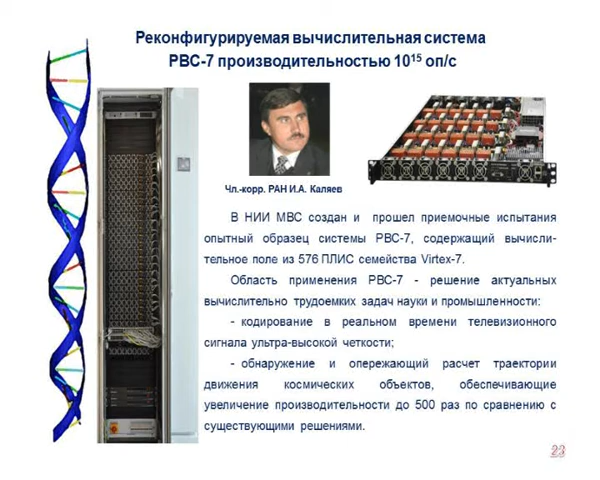 Реконфигурируемая вычислительная система
РВС-7 производительностью 10¹⁵ оп/с
Чл.-корр. РАН И.А. Каляев
В НИИ МВС создан и прошел приемочные испытания
опытный образец системы РВС-7, содержащий вычисли-
тельное поле из 576 ПЛИС семейства Virtex-7.
Область применения РВС-7 - решение актуальных
вычислительно трудоемких задач науки и промышленности:
- кодирование в реальном времени телевизионного
сигнала ультра-высокой четкости;
- обнаружение и опережающий расчет траектории
движения космических объектов, обеспечивающие
увеличение производительности до 500 раз по сравнению с
существующими решениями.
23